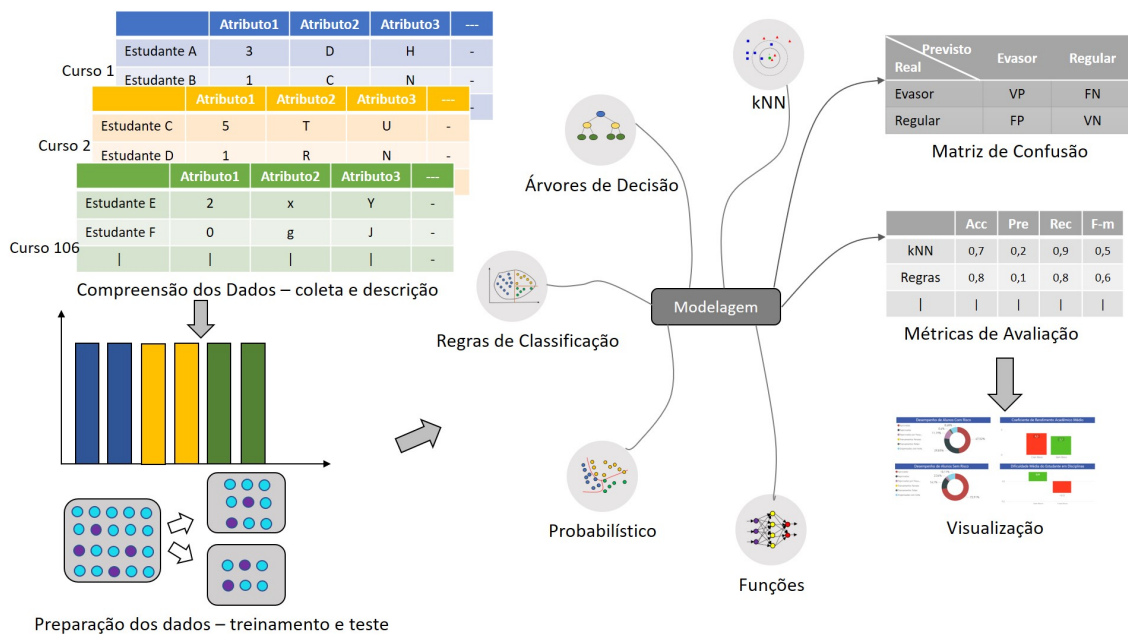 Atributo1 Atributo2 Atributo3 ---
Estudante A 3 D H -
Curso 1
Estudante B 1 C N -
-
Atributo1 Atributo2 Atributo3 ---
Estudante C 5 T U -
Curso 2
Estudante D 1 R N -
Atributo1 Atributo2 Atributo3 ---
Estudante E 2 x Y -
Estudante F 0 g J -
Curso 106
| | | | -
Compreensão dos Dados – coleta e descrição
Preparação dos dados – treinamento e teste
kNN
Árvores de Decisão
Regras de Classificação
Modelagem
Probabilístico
Funções
Previsto
Real
Evasor Regular
Evasor VP FN
Regular FP VN
Matriz de Confusão
Acc Pre Rec F-m
kNN 0,7 0,2 0,9 0,5
Regras 0,8 0,1 0,8 0,6
| | | | |
Métricas de Avaliação
Visualização